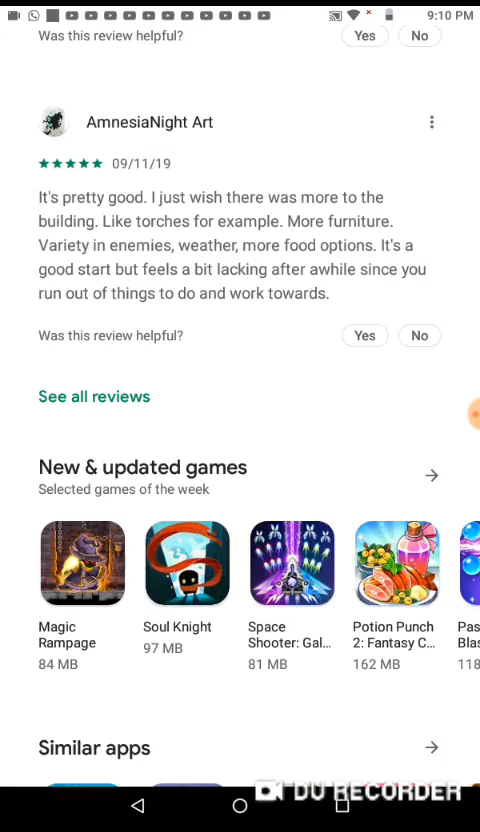 9:10 PM
Was this review helpful? Yes No
AmnesiaNight Art
09/11/19
It's pretty good. I just wish there was more to the
building. Like torches for example. More furniture.
Variety in enemies, weather, more food options. It's a
good start but feels a bit lacking after awhile since you
run out of things to do and work towards.
Was this review helpful? Yes No
See all reviews
New & updated games
Selected games of the week
Magic
Rampage
84 MB
Soul Knight
97 MB
Space
Shooter: Gal...
81 MB
Potion Punch
2: Fantasy C...
162 MB
Pas
Blas
118
Similar apps
DU RECORDER